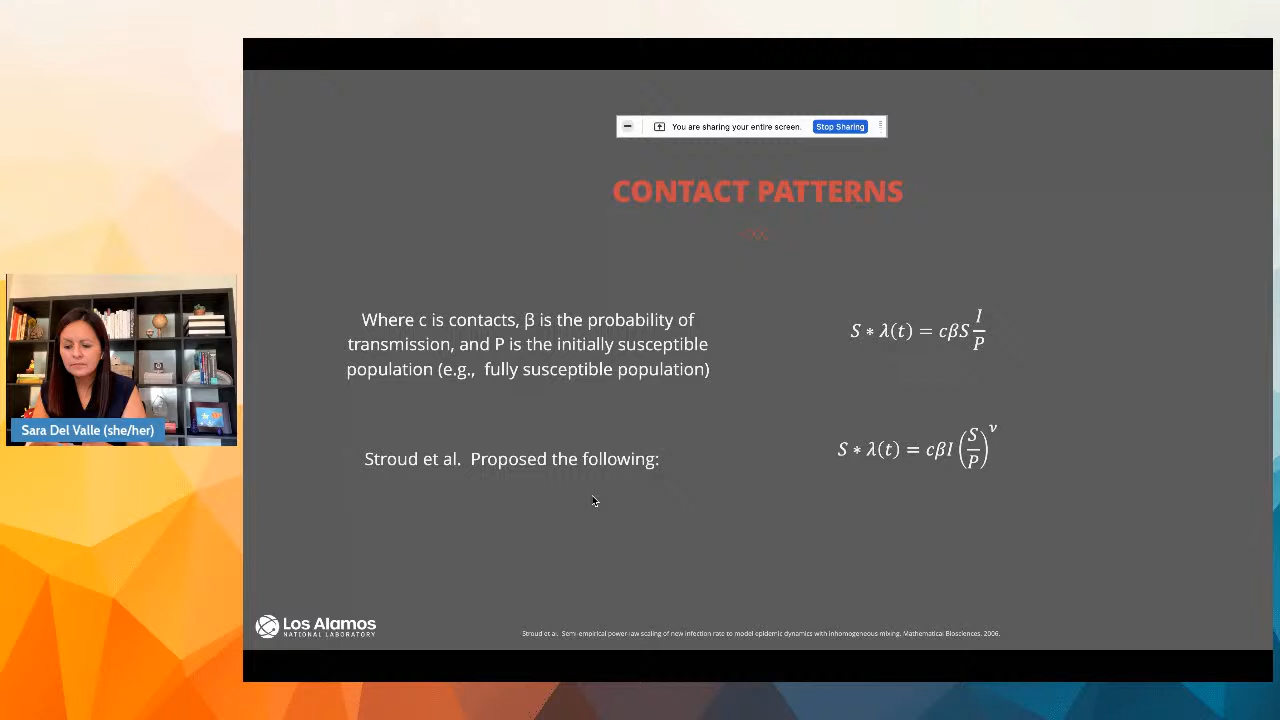 You are sharing your entire screen.
Stop Sharing
CONTACT PATTERNS
Where c is contacts, β is the probability of
transmission, and P is the initially susceptible
population (e.g., fully susceptible population)
S ∗ λ(t) = cβS I/P
Stroud et al. Proposed the following:
S ∗ λ(t) = cβI (S/P)^ν
Sara Del Valle (she/her)
Los Alamos
NATIONAL LABORATORY
Stroud et al. Semi-empirical power-law scaling of new infection rate to model epidemic dynamics with inhomogeneous mixing. Mathematical Biosciences, 2006.